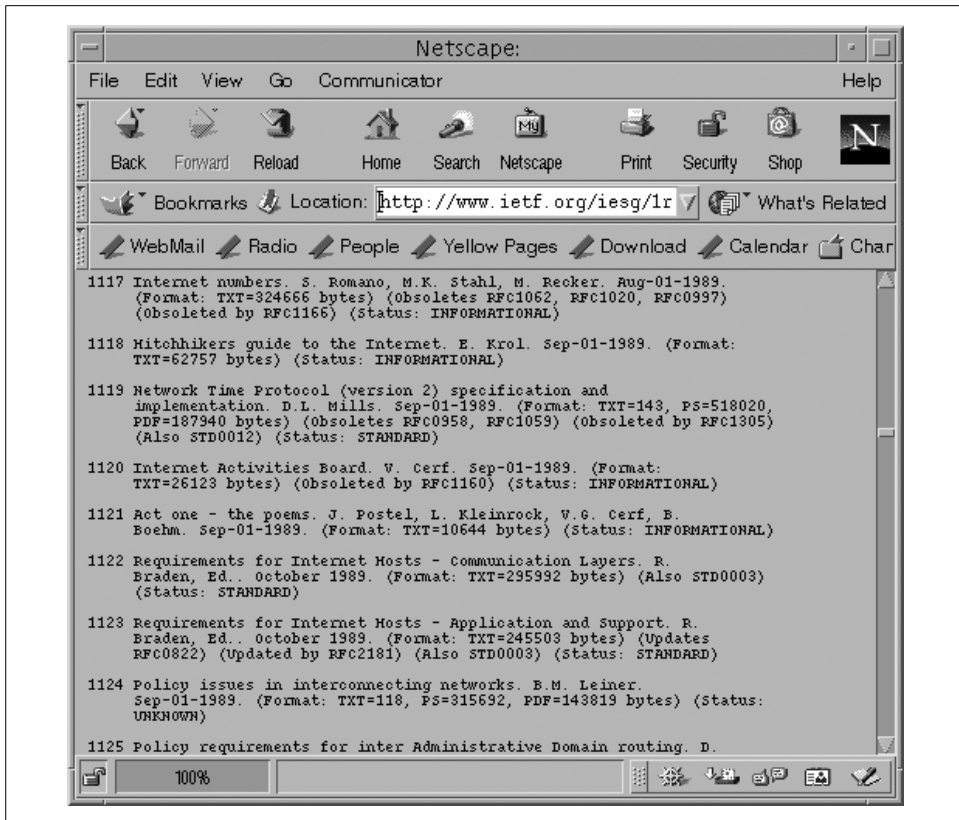 Netscape:
File Edit View Go Communicator Help
My
N
Back Forward Reload Home Search Netscape Print Security Shop
Bookmarks Location: http://www.ietf.org/iesg/1r What's Related
WebMail Radio People Yellow Pages Download Calendar Chan
1117 Internet numbers. S. Romano, M.K. Stahl, M. Recker. Aug-01-1989.
(Format: TXT=324666 bytes) (Obsoletes RFC1062, RFC1020, RFC0997)
(Obsoleted by RFC1166) (Status: INFORMATIONAL)
1118 Hitchhikers guide to the Internet. E. Krol. Sep-01-1989. (Format:
TXT=62757 bytes) (Status: INFORMATIONAL)
1119 Network Time Protocol (version 2) specification and
implementation. D.L. Mills. Sep-01-1989. (Format: TXT=143, PS=518020,
PDF=187940 bytes) (Obsoletes RFC0958, RFC1059) (Obsoleted by RFC1305)
(Also STD0012) (Status: STANDARD)
1120 Internet Activities Board. V. Cerf. Sep-01-1989. (Format:
TXT=26123 bytes) (Obsoleted by RFC1160) (Status: INFORMATIONAL)
1121 Act one - the poems. J. Postel, L. Kleinrock, V.G. Cerf, B.
Boehm. Sep-01-1989. (Format: TXT=10644 bytes) (Status: INFORMATIONAL)
1122 Requirements for Internet Hosts - Communication Layers. R.
Braden, Ed.. October 1989. (Format: TXT=295992 bytes) (Also STD0003)
(Status: STANDARD)
1123 Requirements for Internet Hosts - Application and Support. R.
Braden, Ed.. October 1989. (Format: TXT=245503 bytes) (Updates
RFC0822) (Updated by RFC2181) (Also STD0003) (Status: STANDARD)
1124 Policy issues in interconnecting networks. B.M. Leiner.
Sep-01-1989. (Format: TXT=118, PS=315692, PDF=143819 bytes) (Status:
UNKNOWN)
1125 Policy requirements for inter Administrative Domain routing. D.
100%